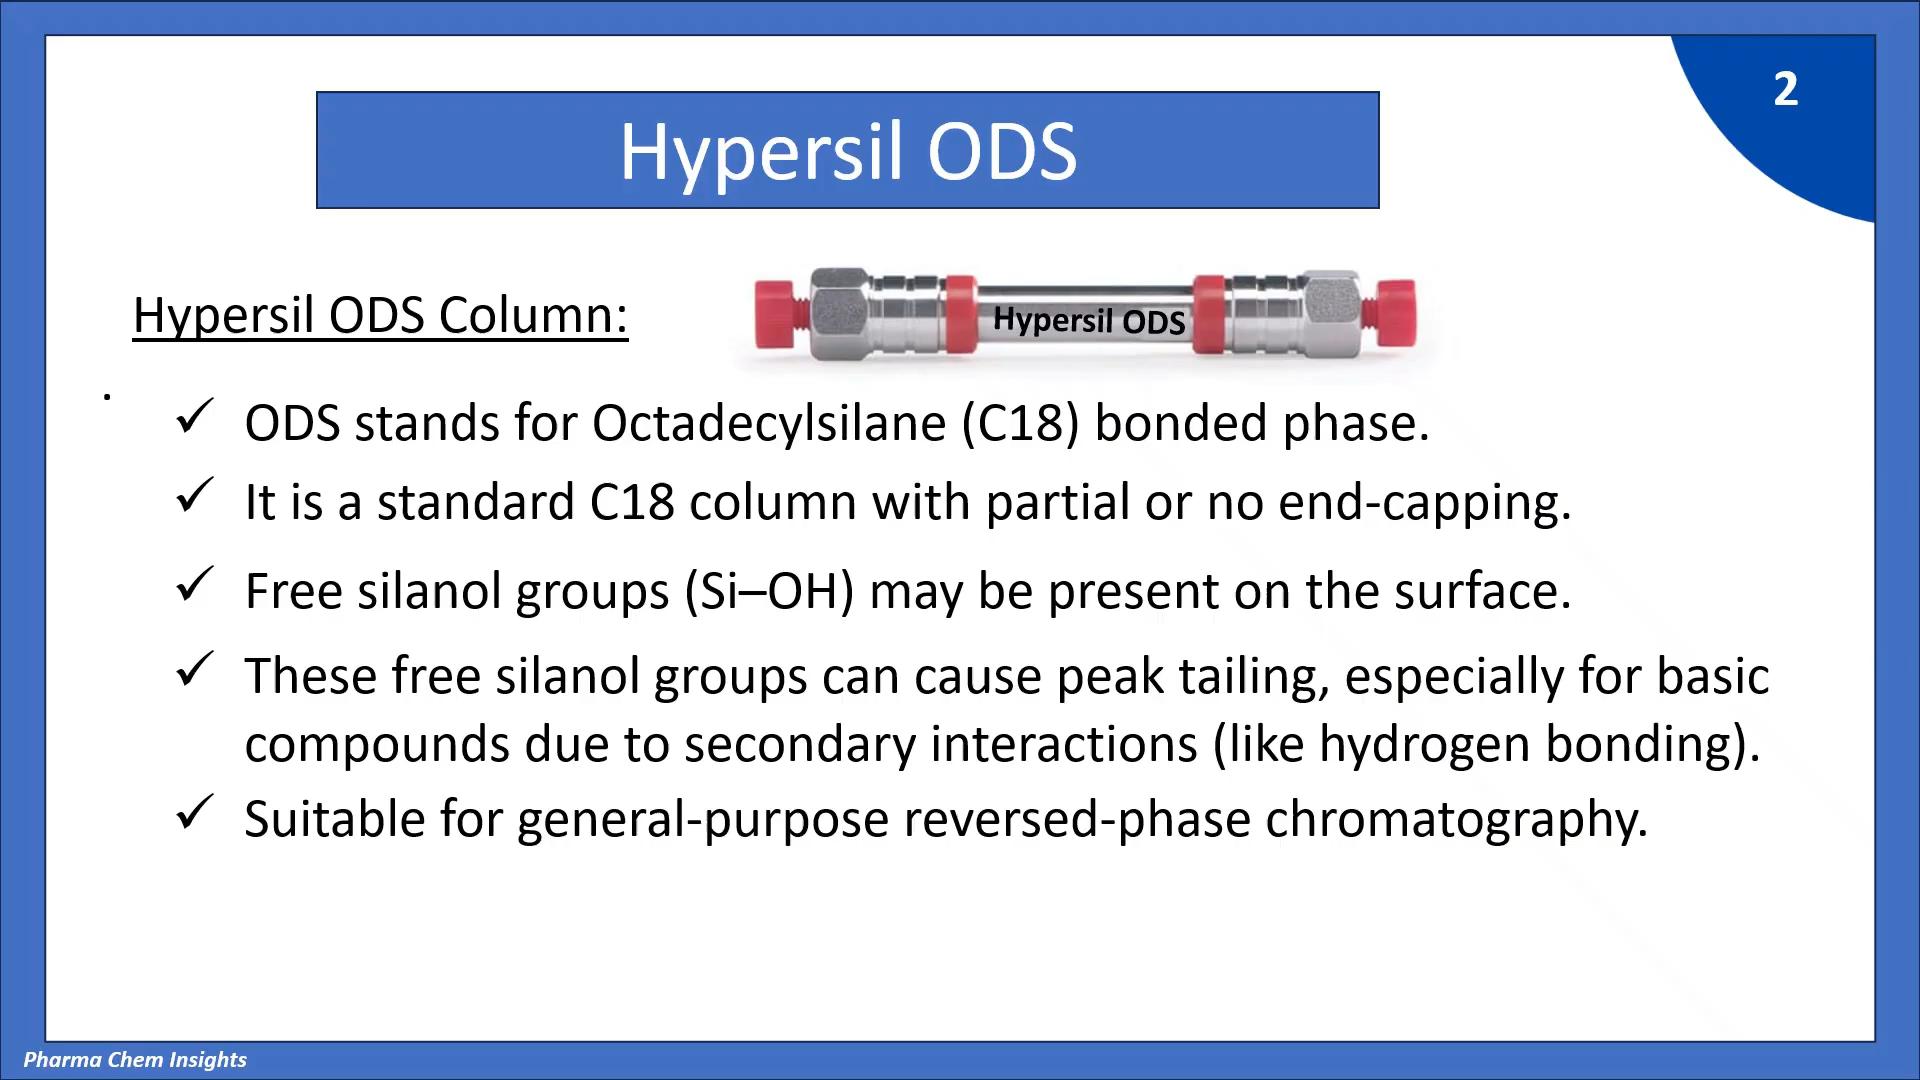 2
Hypersil ODS
Hypersil ODS Column:
Hypersil ODS
.
✓ ODS stands for Octadecylsilane (C18) bonded phase.
✓ It is a standard C18 column with partial or no end-capping.
✓ Free silanol groups (Si–OH) may be present on the surface.
✓ These free silanol groups can cause peak tailing, especially for basic
compounds due to secondary interactions (like hydrogen bonding).
✓ Suitable for general-purpose reversed-phase chromatography.
Pharma Chem Insights